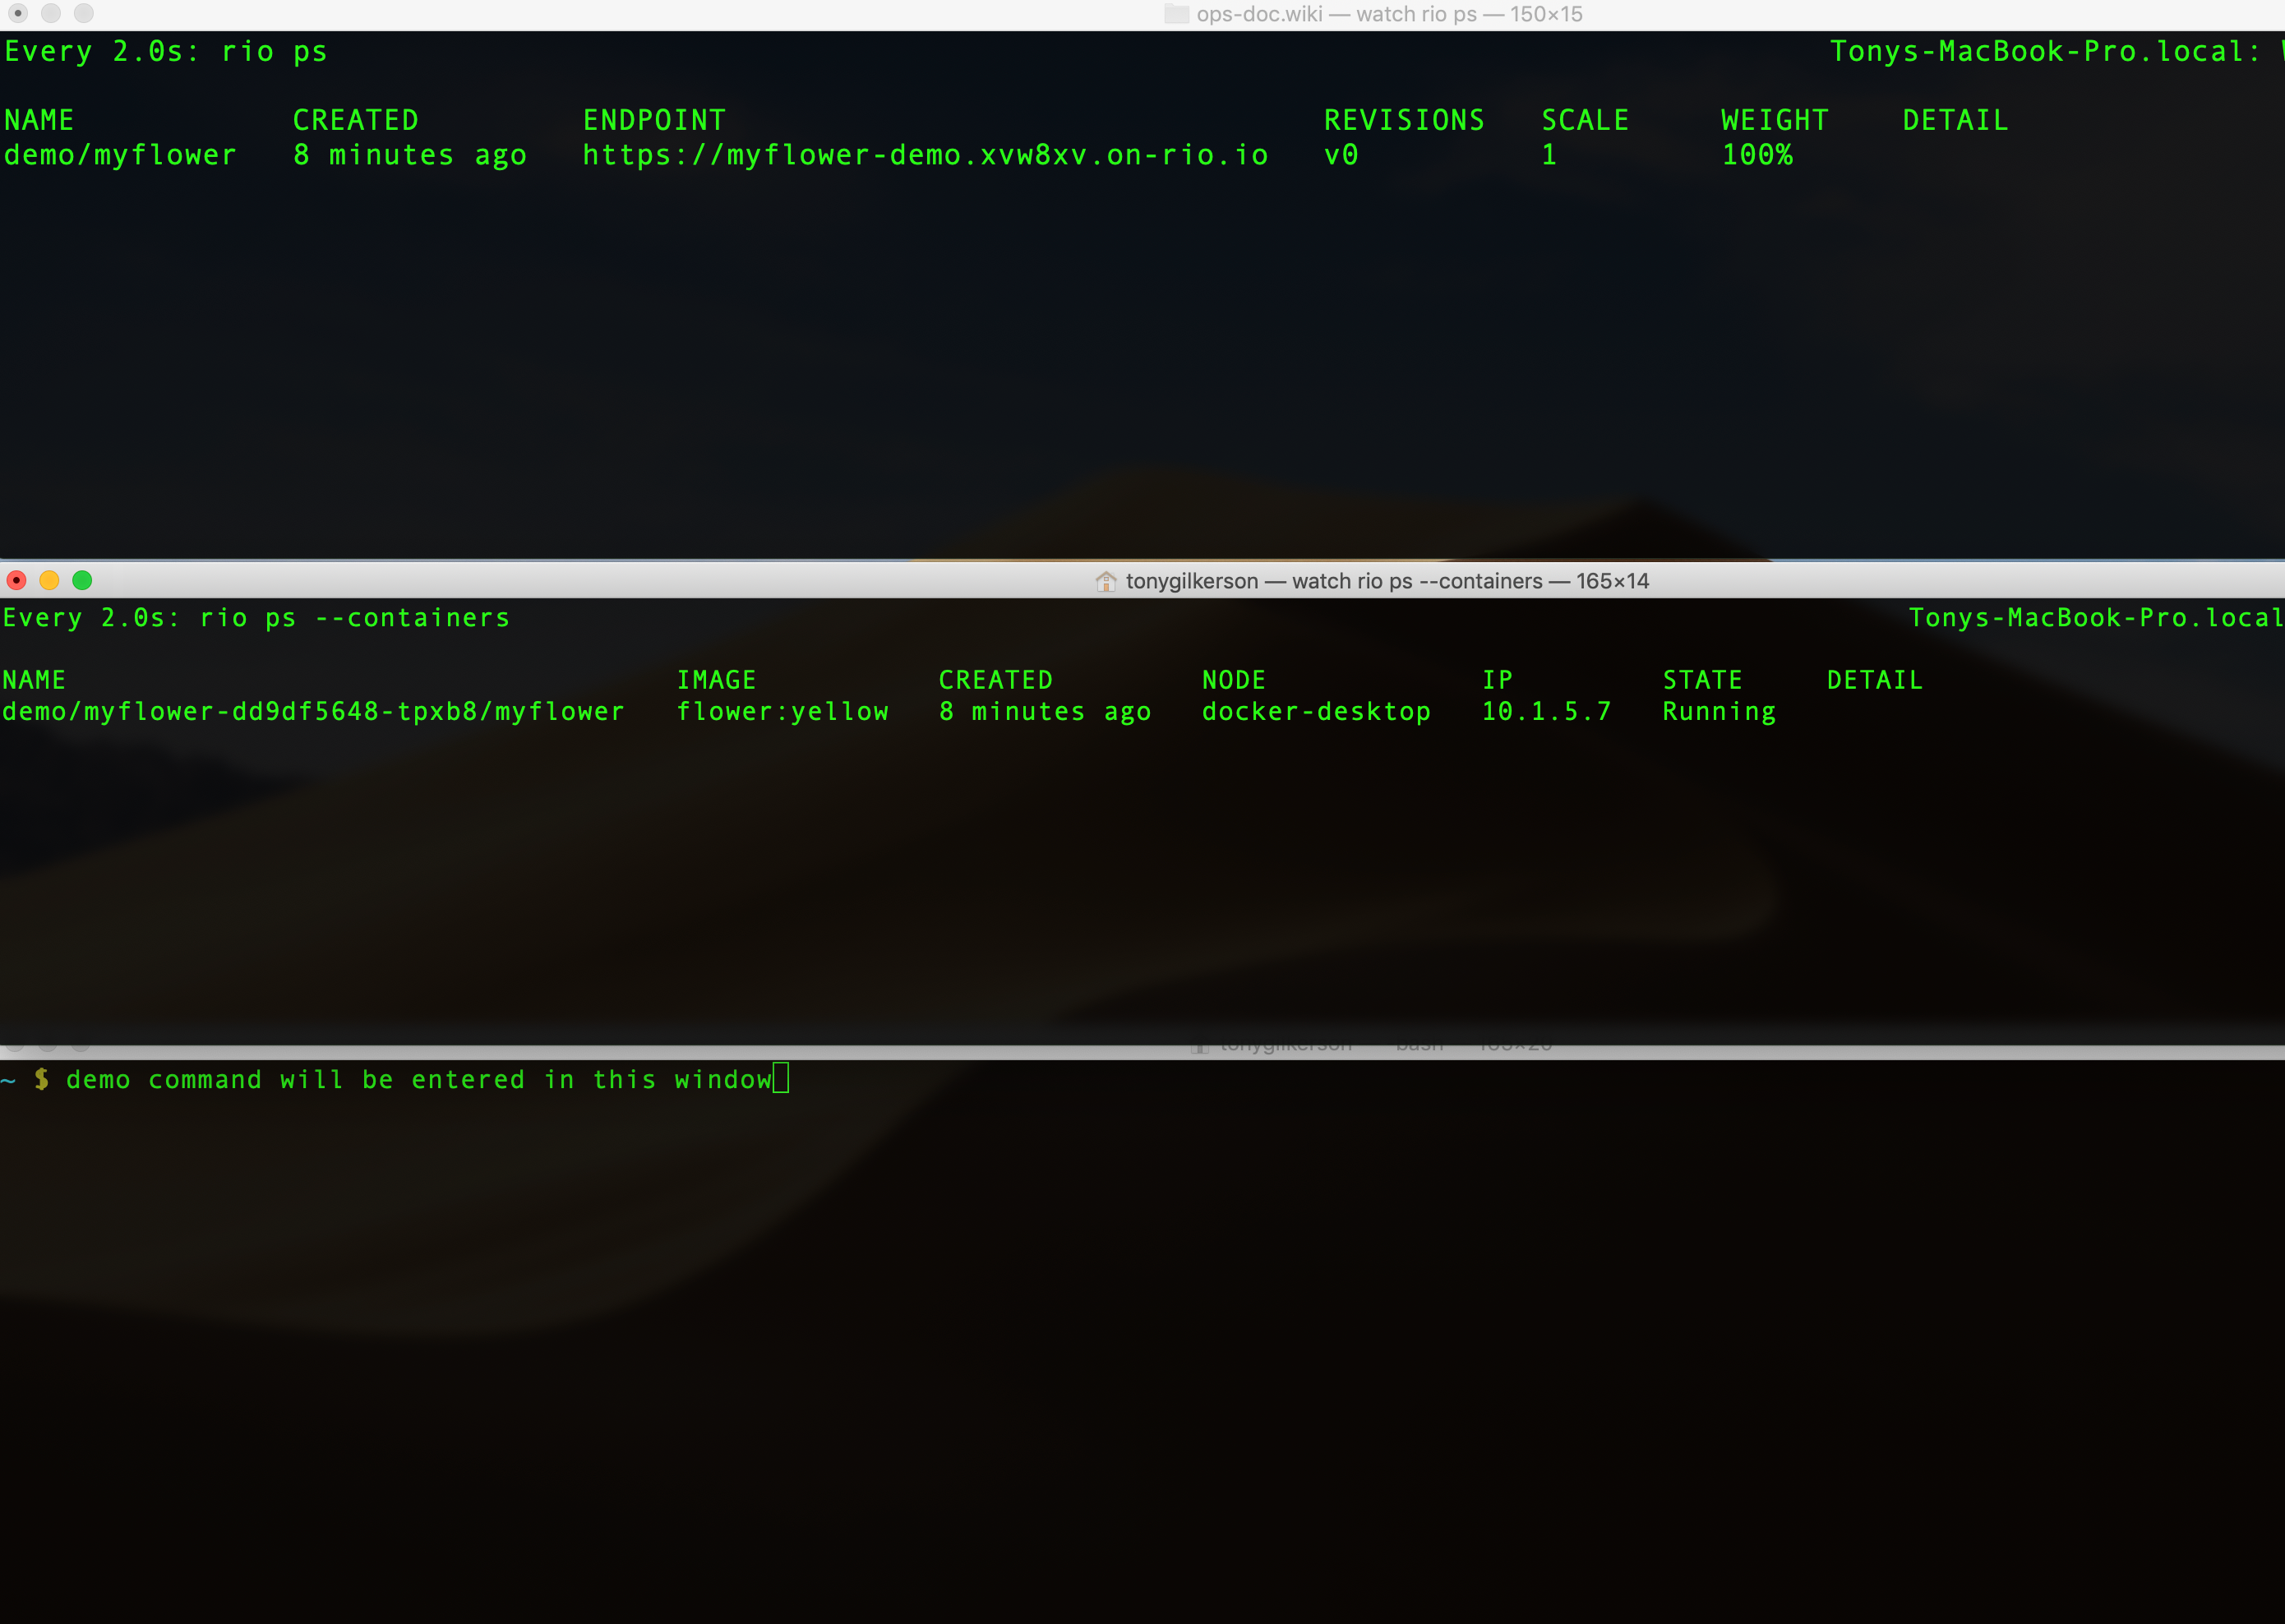 ops-doc.wiki — watch rio ps — 150×15
Every 2.0s: rio ps Tonys-MacBook-Pro.local:
NAME CREATED ENDPOINT REVISIONS SCALE WEIGHT DETAIL
demo/myflower 8 minutes ago https://myflower-demo.xvw8xv.on-rio.io v0 1 100%
tonygilkerson — watch rio ps --containers — 165×14
Every 2.0s: rio ps --containers Tonys-MacBook-Pro.local
NAME IMAGE CREATED NODE IP STATE DETAIL
demo/myflower-dd9df5648-tpxb8/myflower flower:yellow 8 minutes ago docker-desktop 10.1.5.7 Running
tonygilkerson — bash —
~ $ demo command will be entered in this window